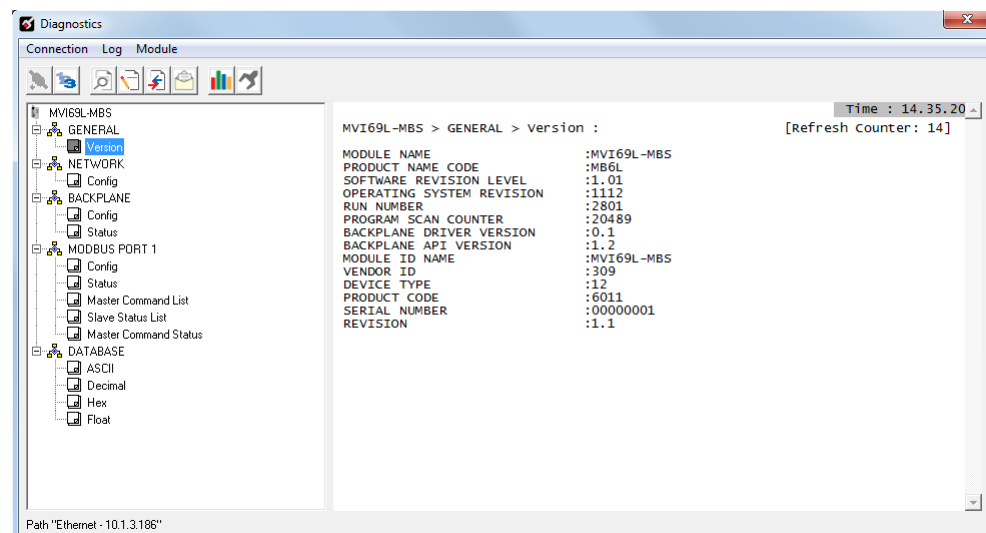 Diagnostics
Connection Log Module
MVI69L-MBS
GENERAL
Version
NETWORK
Config
BACKPLANE
Config
Status
MODBUS PORT 1
Config
Status
Master Command List
Slave Status List
Master Command Status
DATABASE
ASCII
Decimal
Hex
Float
Time : 14.35.20
MVI69L-MBS > GENERAL > Version : [Refresh Counter: 14]
MODULE NAME :MVI69L-MBS
PRODUCT NAME CODE :MB6L
SOFTWARE REVISION LEVEL :1.01
OPERATING SYSTEM REVISION :1112
RUN NUMBER :2801
PROGRAM SCAN COUNTER :20489
BACKPLANE DRIVER VERSION :0.1
BACKPLANE API VERSION :1.2
MODULE ID NAME :MVI69L-MBS
VENDOR ID :309
DEVICE TYPE :12
PRODUCT CODE :6011
SERIAL NUMBER :00000001
REVISION :1.1
Path "Ethernet - 10.1.3.186"